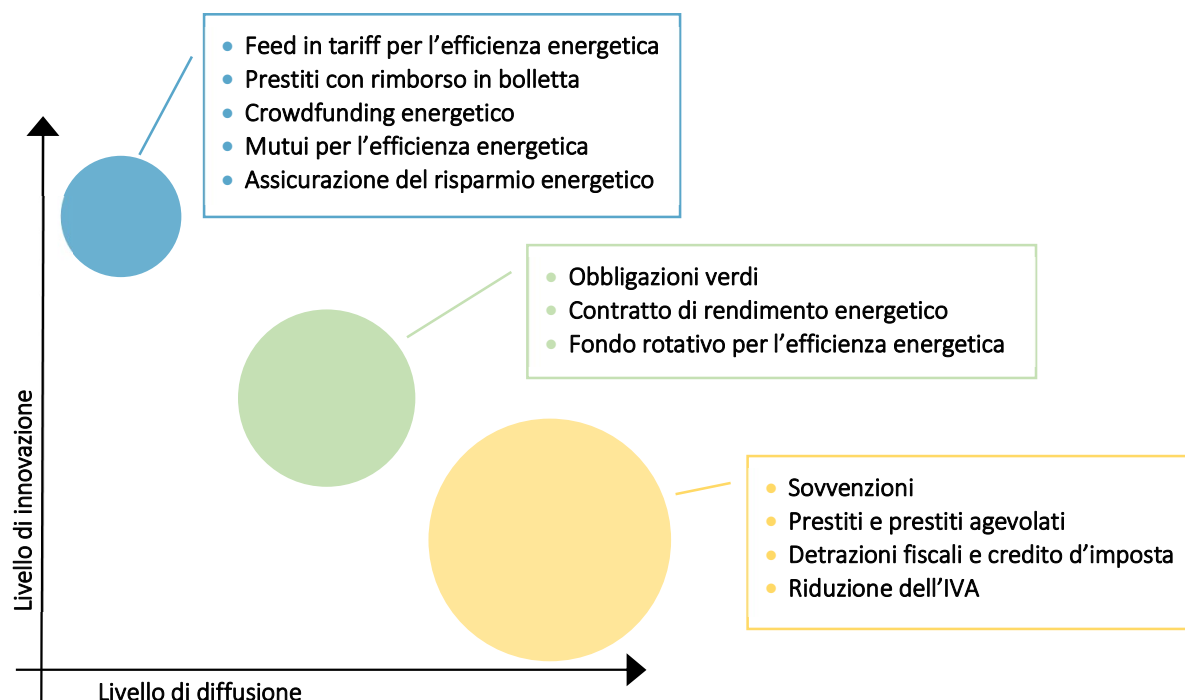 Feed in tariff per l’efficienza energetica
Prestiti con rimborso in bolletta
Crowdfunding energetico
Mutui per l’efficienza energetica
Assicurazione del risparmio energetico
Obbligazioni verdi
Contratto di rendimento energetico
Fondo rotativo per l’efficienza energetica
Sovvenzioni
Prestiti e prestiti agevolati
Detrazioni fiscali e credito d’imposta
Riduzione dell’IVA
Livello di innovazione
Livello di diffusione